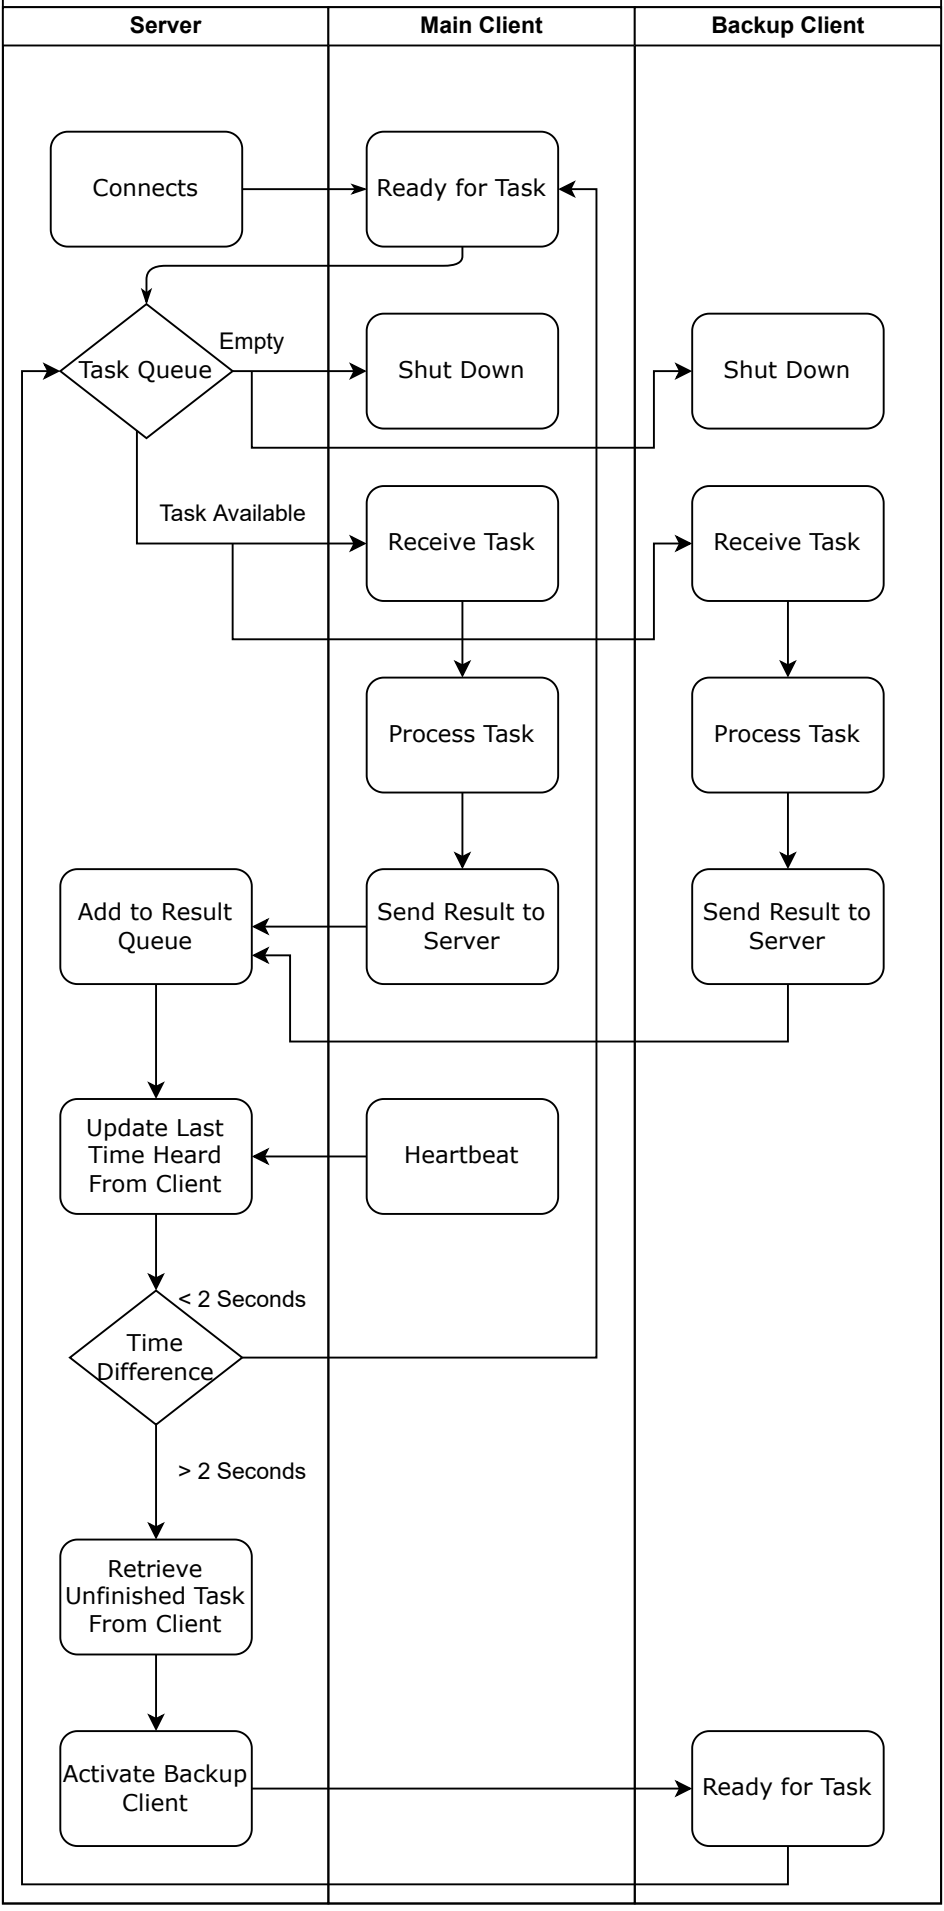 Server
Main Client
Backup Client
Connects
Ready for Task
Empty
Task Queue
Shut Down
Shut Down
Task Available
Receive Task
Receive Task
Process Task
Process Task
Add to Result
Queue
Send Result to
Server
Send Result to
Server
Update Last
Time Heard
From Client
Heartbeat
< 2 Seconds
Time
Difference
> 2 Seconds
Retrieve
Unfinished Task
From Client
Activate Backup
Client
Ready for Task